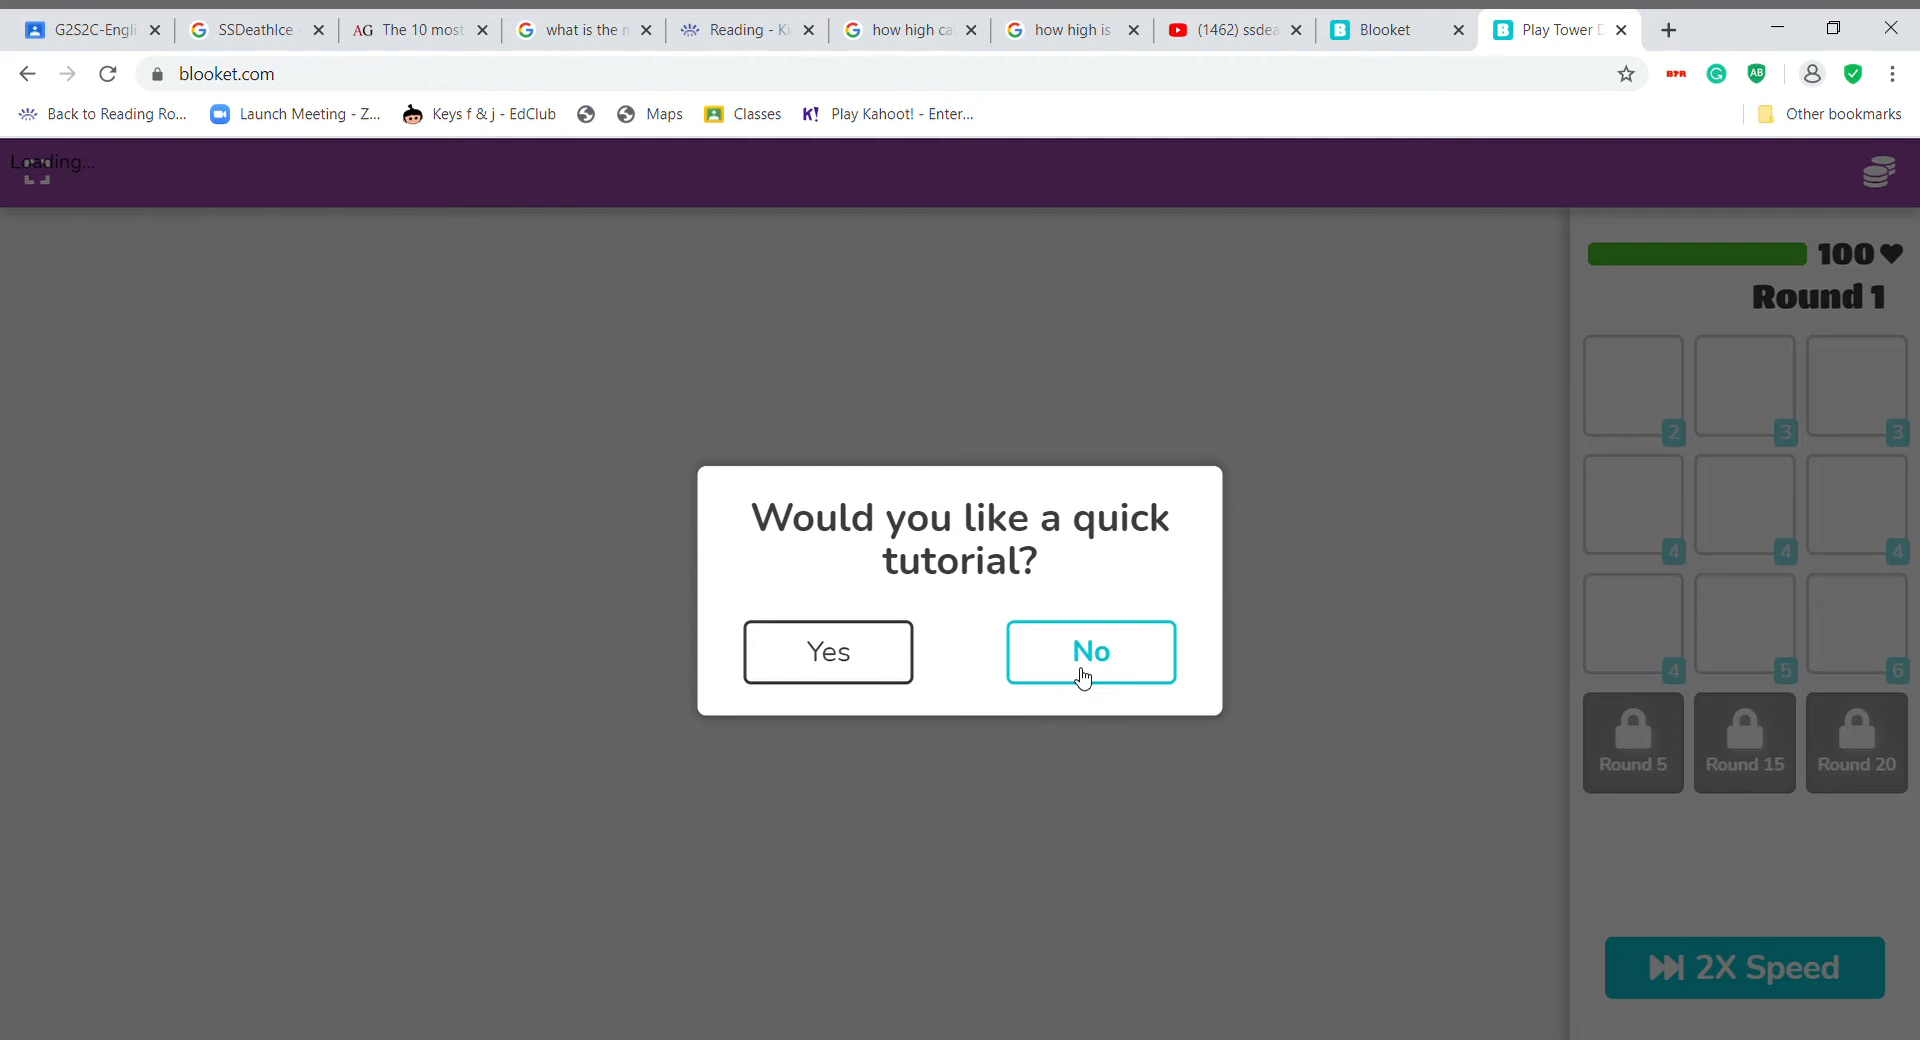 G2S2C-Engli
SSDeathIce
AG The 10 most
what is the n
Reading - Ki
how high ca
how high is
(1462) ssdea
Blooket
Play Tower D
blooket.com
Back to Reading Ro...
Launch Meeting - Z...
Keys f & j - EdClub
Maps
Classes
K! Play Kahoot! - Enter...
Other bookmarks
Loading...
100
Round 1
2 3 3
4 4 4
4 5 6
Round 5 Round 15 Round 20
Would you like a quick
tutorial?
Yes No
2X Speed